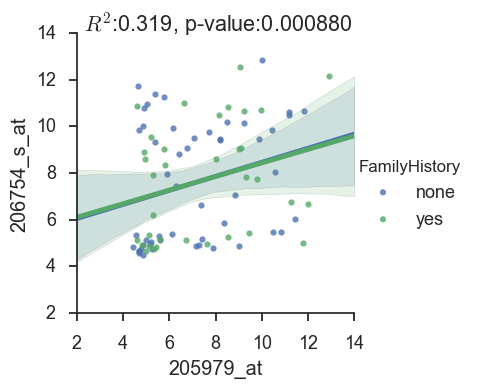 R²:0.319, p-value:0.000880
14
12
10
8
6
4
2
206754_s_at
2 4 6 8 10 12 14
205979_at
FamilyHistory
none
yes